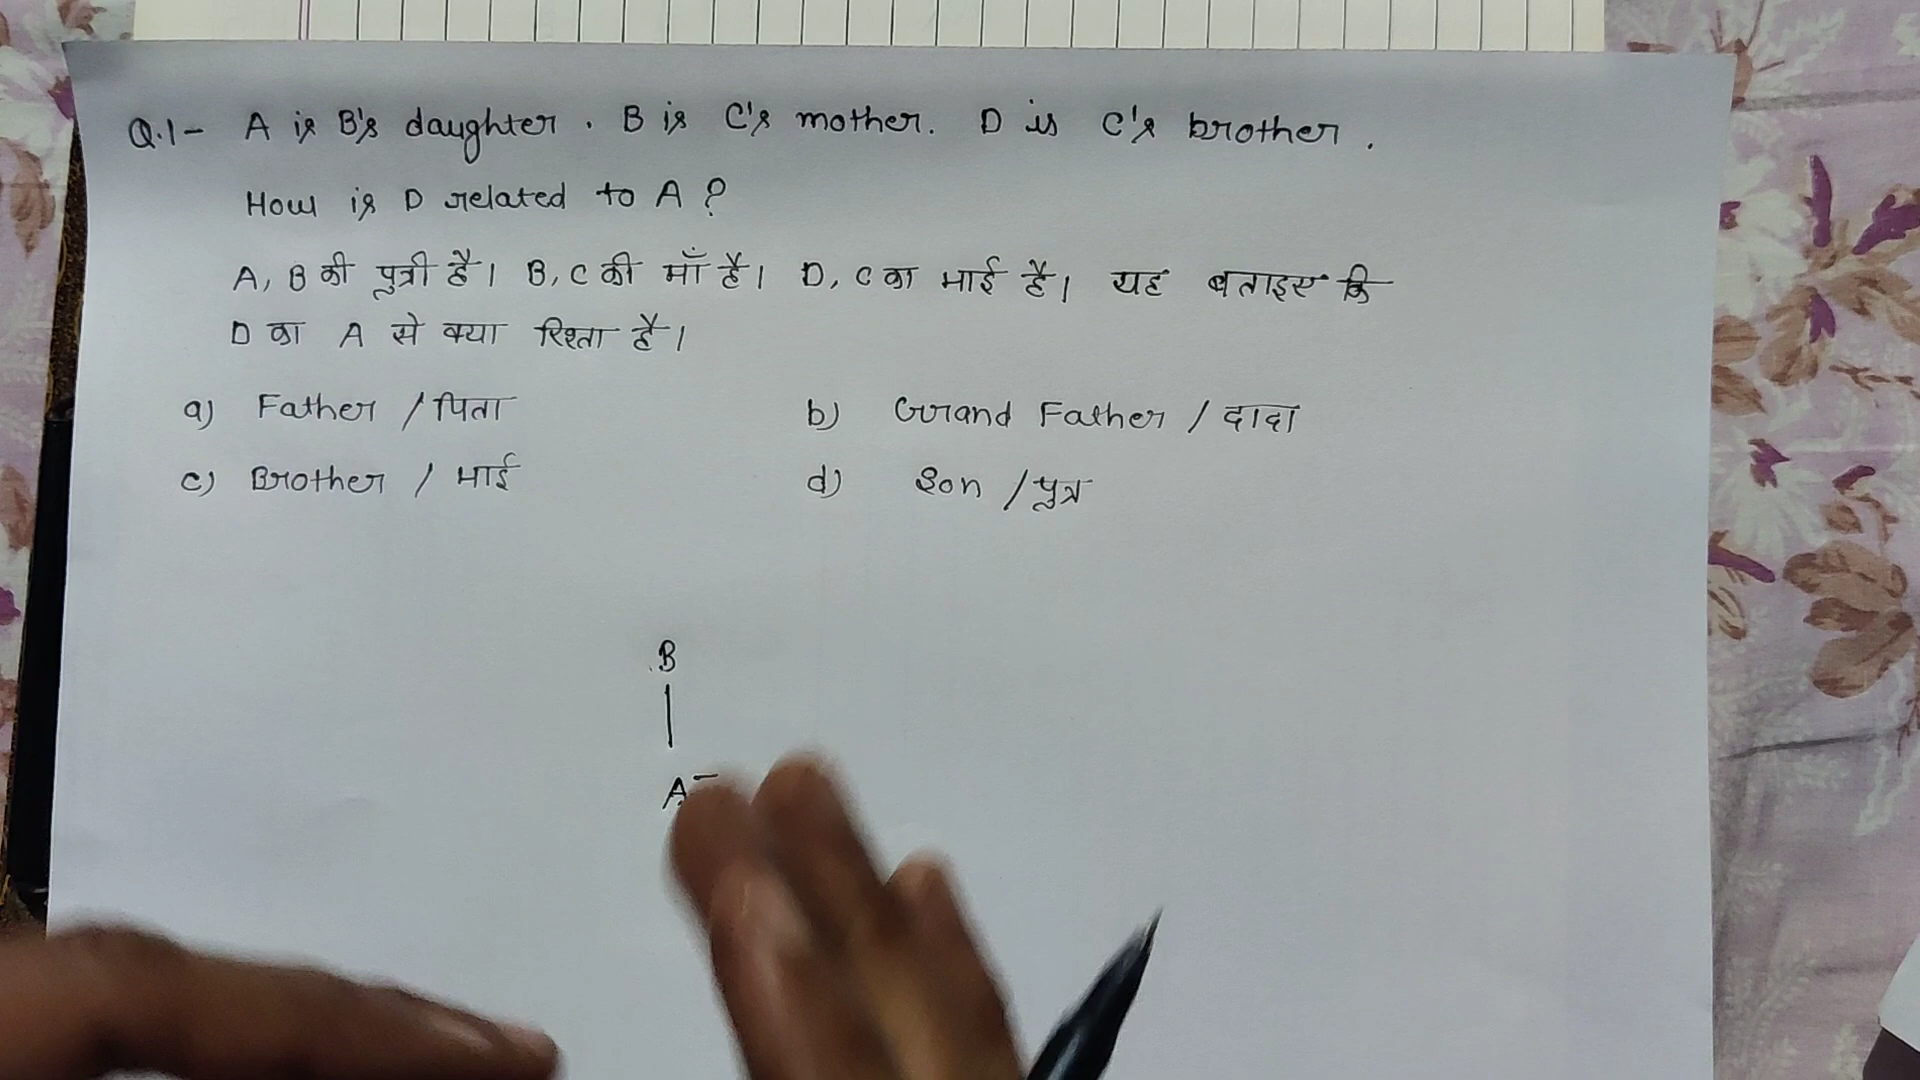 Q.1- A is B's daughter. B is C's mother. D is C's brother.
How is D related to A ?
A, B की पुत्री है। B, C की माँ है। D, C का भाई है। यह बताइए कि
D का A से क्या रिश्ता है।
a) Father / पिता b) Grand Father / दादा
c) Brother / भाई d) Son / पुत्र
B
A-